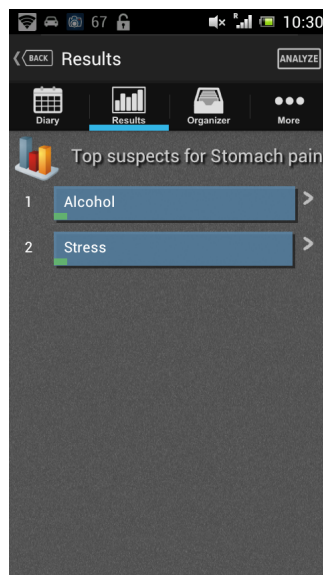 67 R 10:30
BACK Results ANALYZE
Diary Results Organizer More
Top suspects for Stomach pain
1 Alcohol
2 Stress